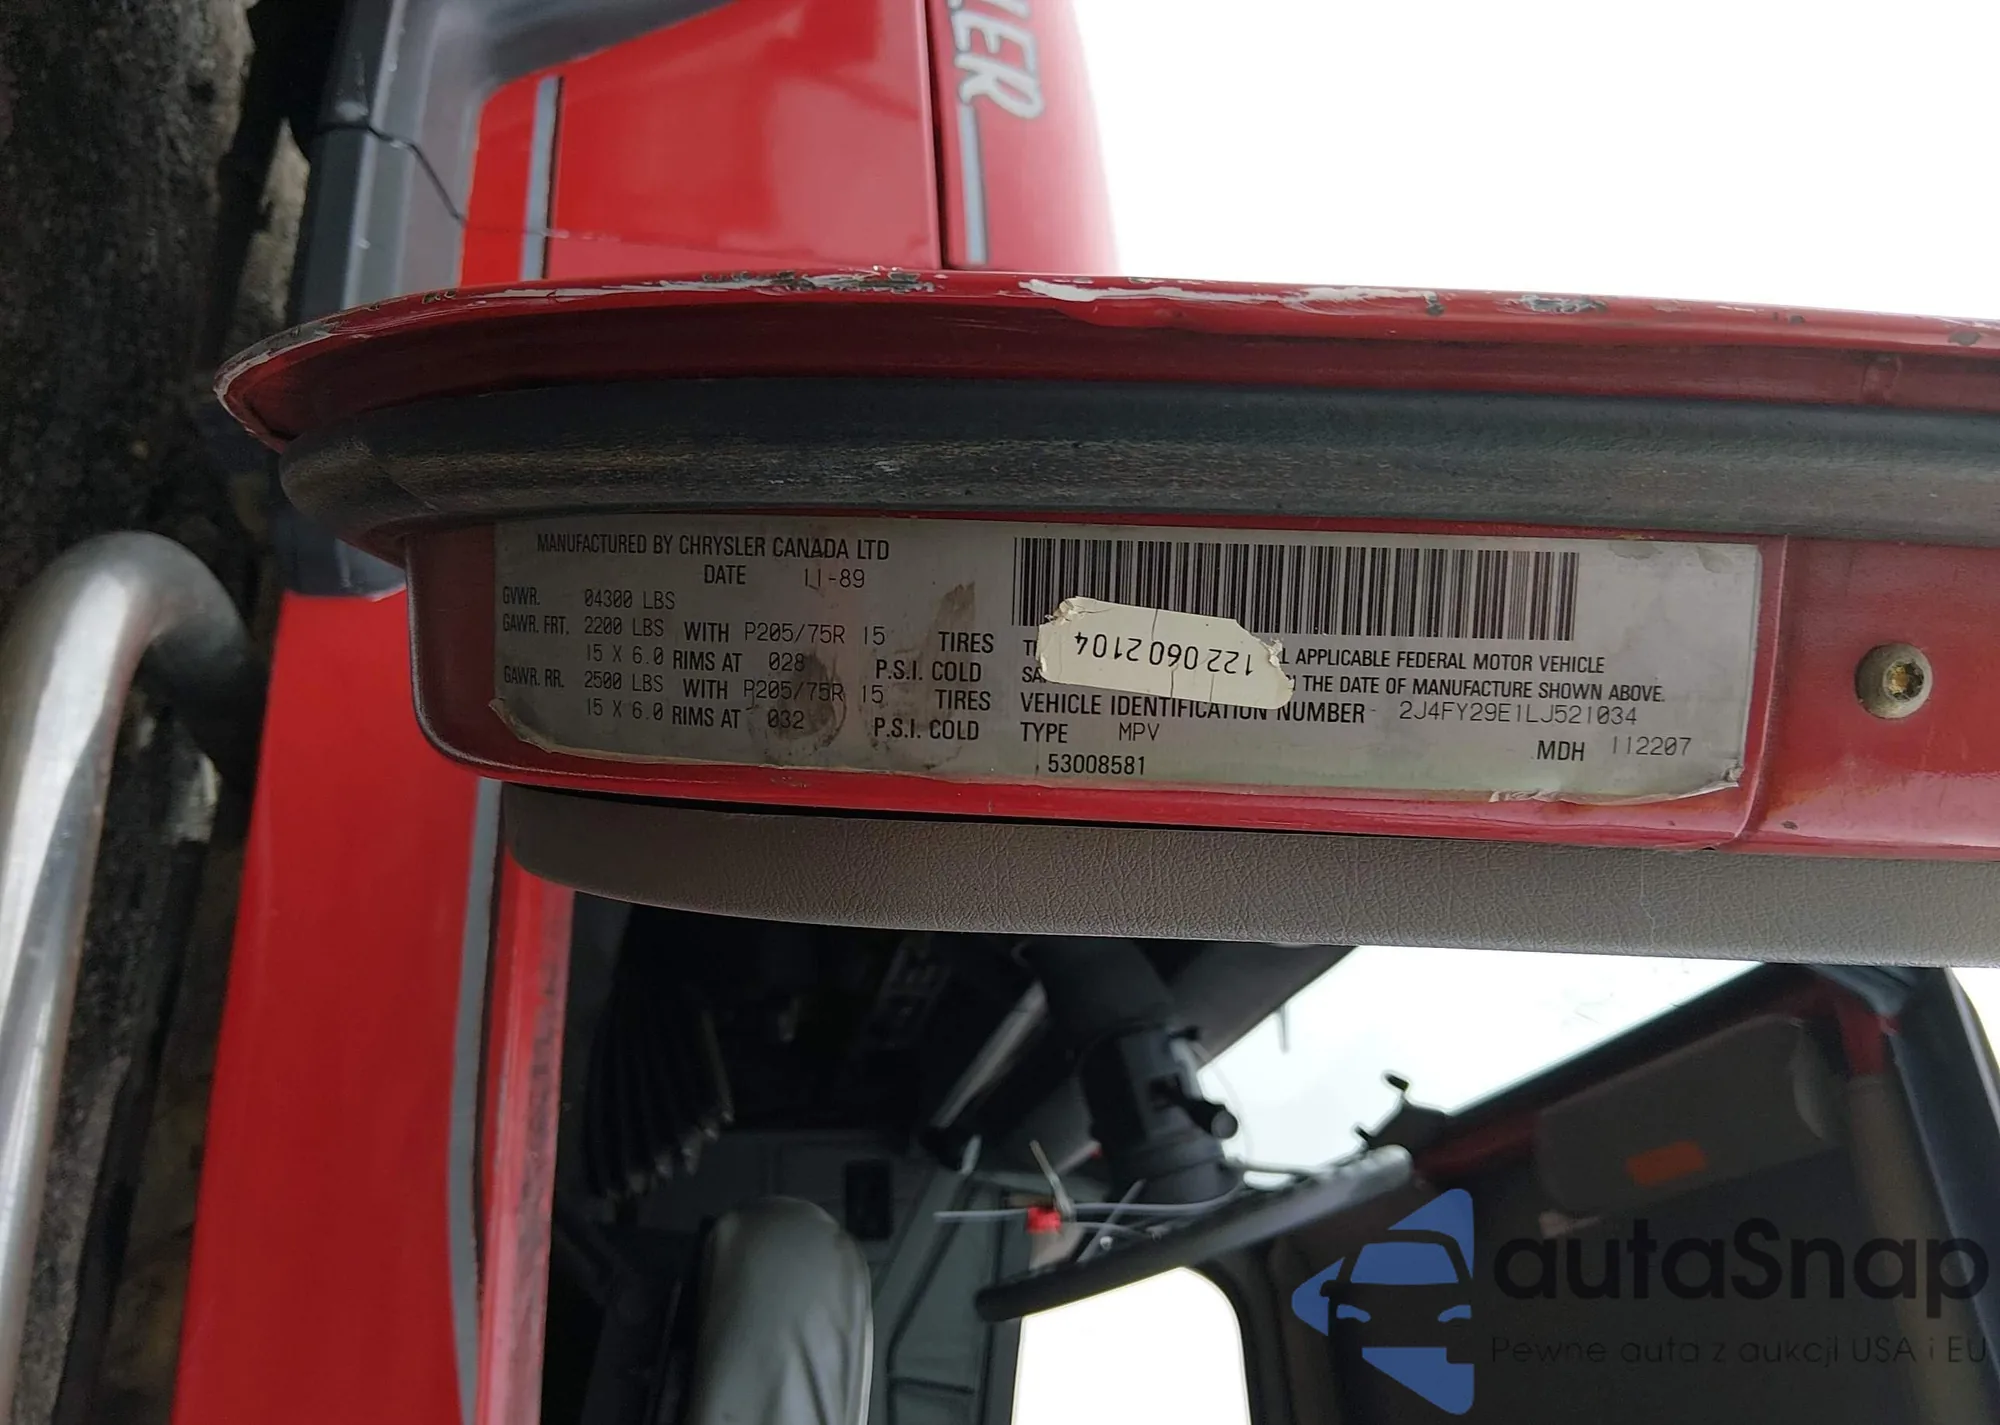 LER
MANUFACTURED BY CHRYSLER CANADA LTD
DATE 11-89
GVWR. 04300 LBS
GAWR. FRT. 2200 LBS WITH P205/75R 15 TIRES
15 X 6.0 RIMS AT 028 P.S.I. COLD
GAWR. RR. 2500 LBS WITH P205/75R 15 TIRES
15 X 6.0 RIMS AT 032 P.S.I. COLD
1220602104
L APPLICABLE FEDERAL MOTOR VEHICLE
THE DATE OF MANUFACTURE SHOWN ABOVE.
VEHICLE IDENTIFICATION NUMBER 2J4FY29E1LJ521034
TYPE MPV
MDH 112207
53008581
autaSnap
Pewne auta z aukcji USA i EU